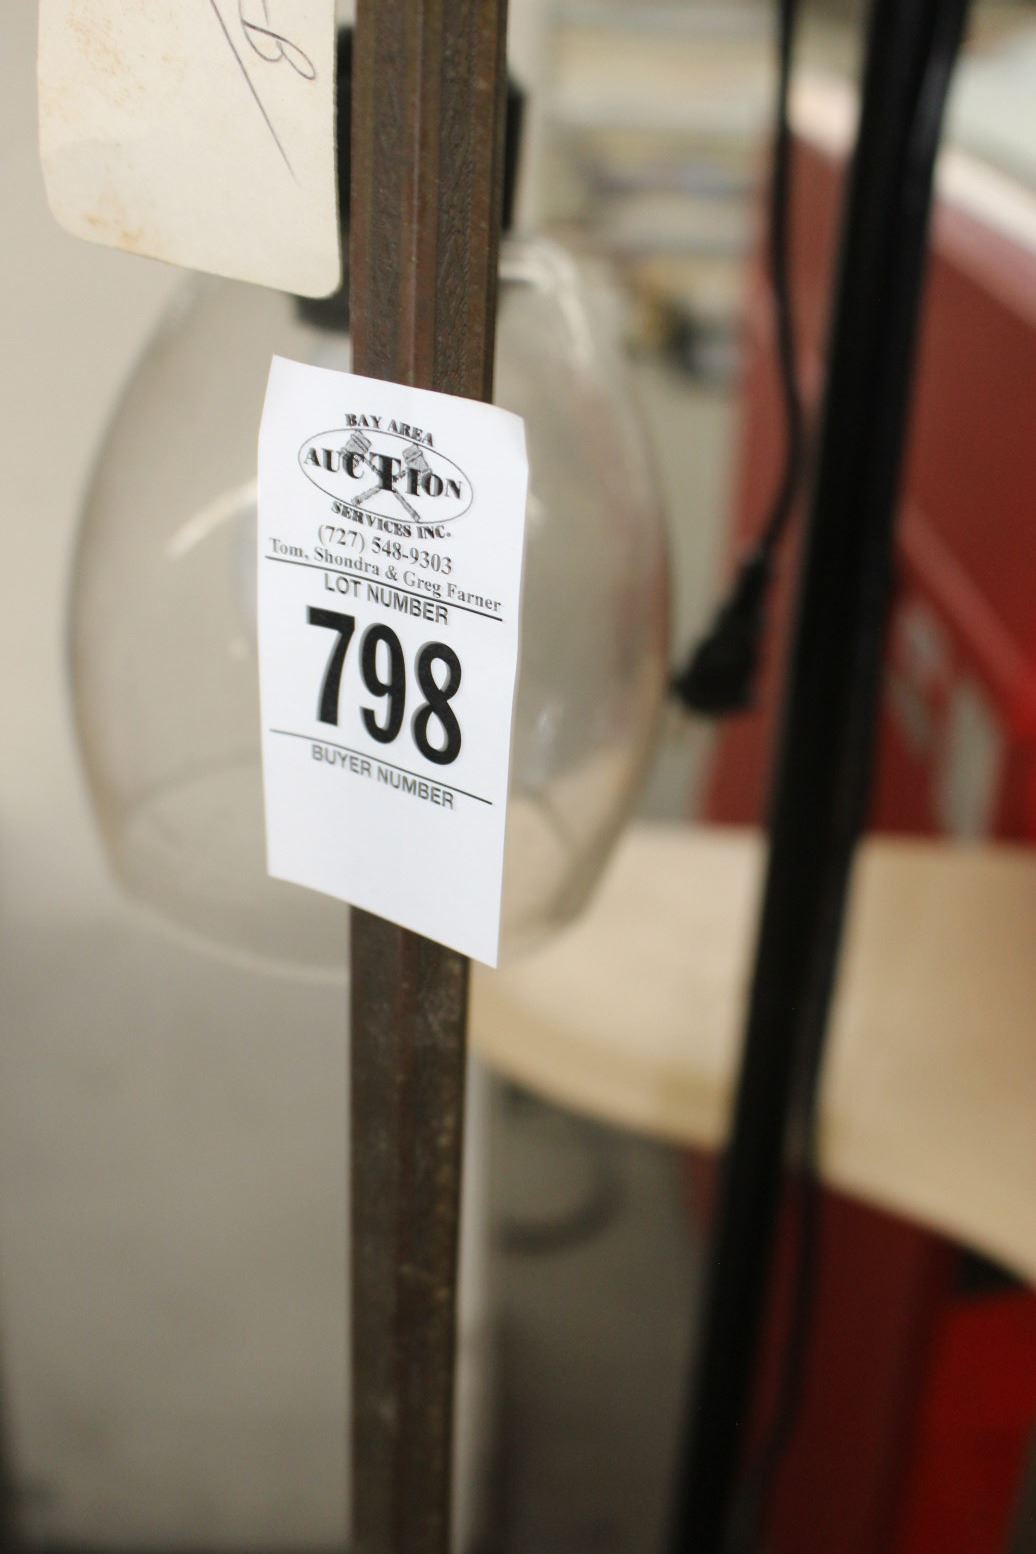 B
BAY AREA
AUCTION
SERVICES INC.
(727) 548-9303
Tom, Shondra & Greg Farner
LOT NUMBER
798
BUYER NUMBER